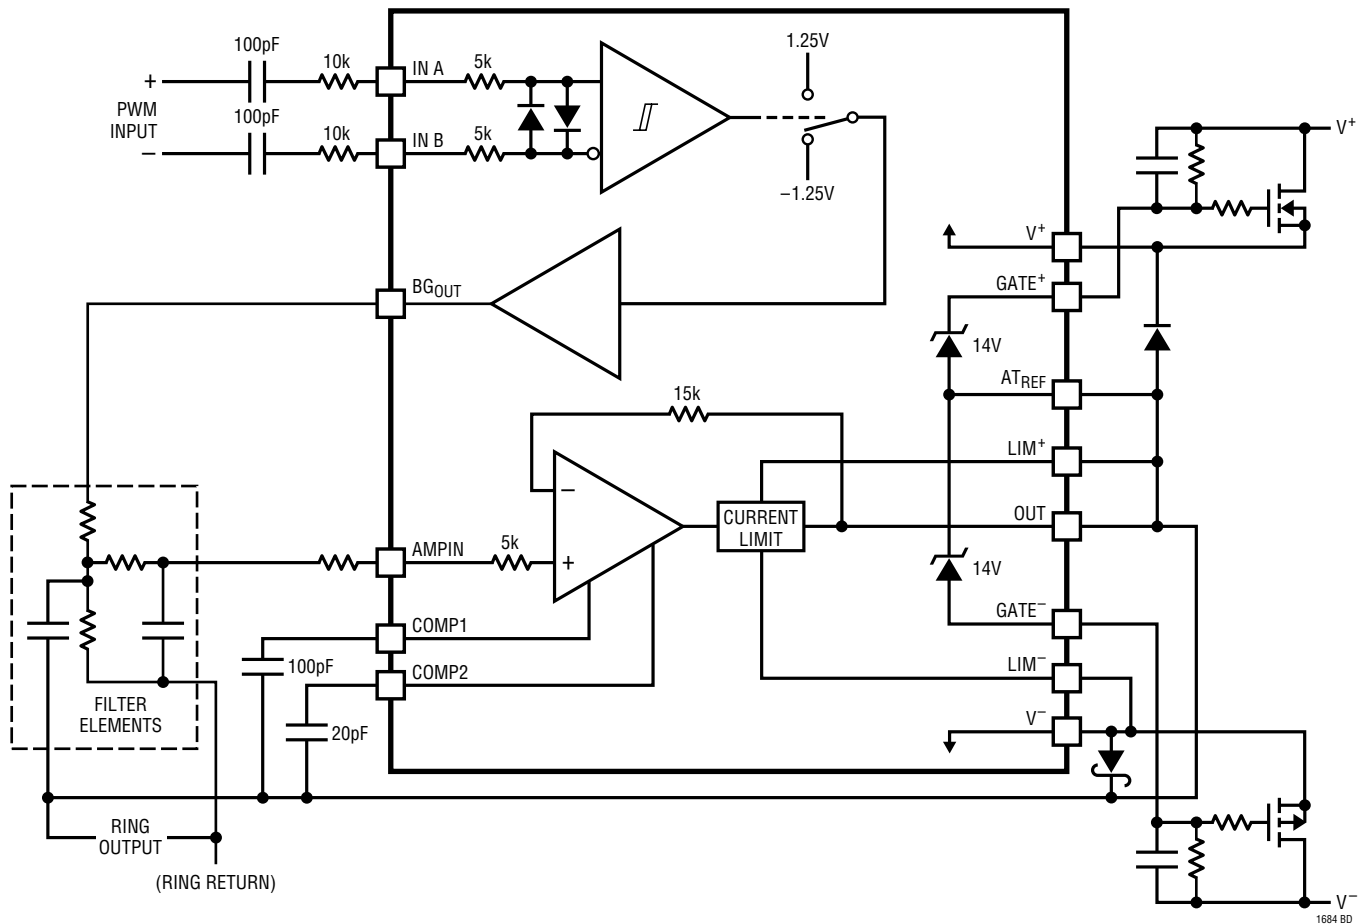 100pF
10k
IN A
5k
1.25V
+
PWM
INPUT
100pF
10k
IN B
5k
–
–1.25V
V+
V+
GATE+
BGOUT
14V
ATREF
15k
LIM+
–
CURRENT
LIMIT
OUT
AMPIN
5k
+
14V
GATE–
COMP1
100pF
LIM–
COMP2
FILTER
ELEMENTS
20pF
V–
RING
OUTPUT
(RING RETURN)
V–
1684 BD